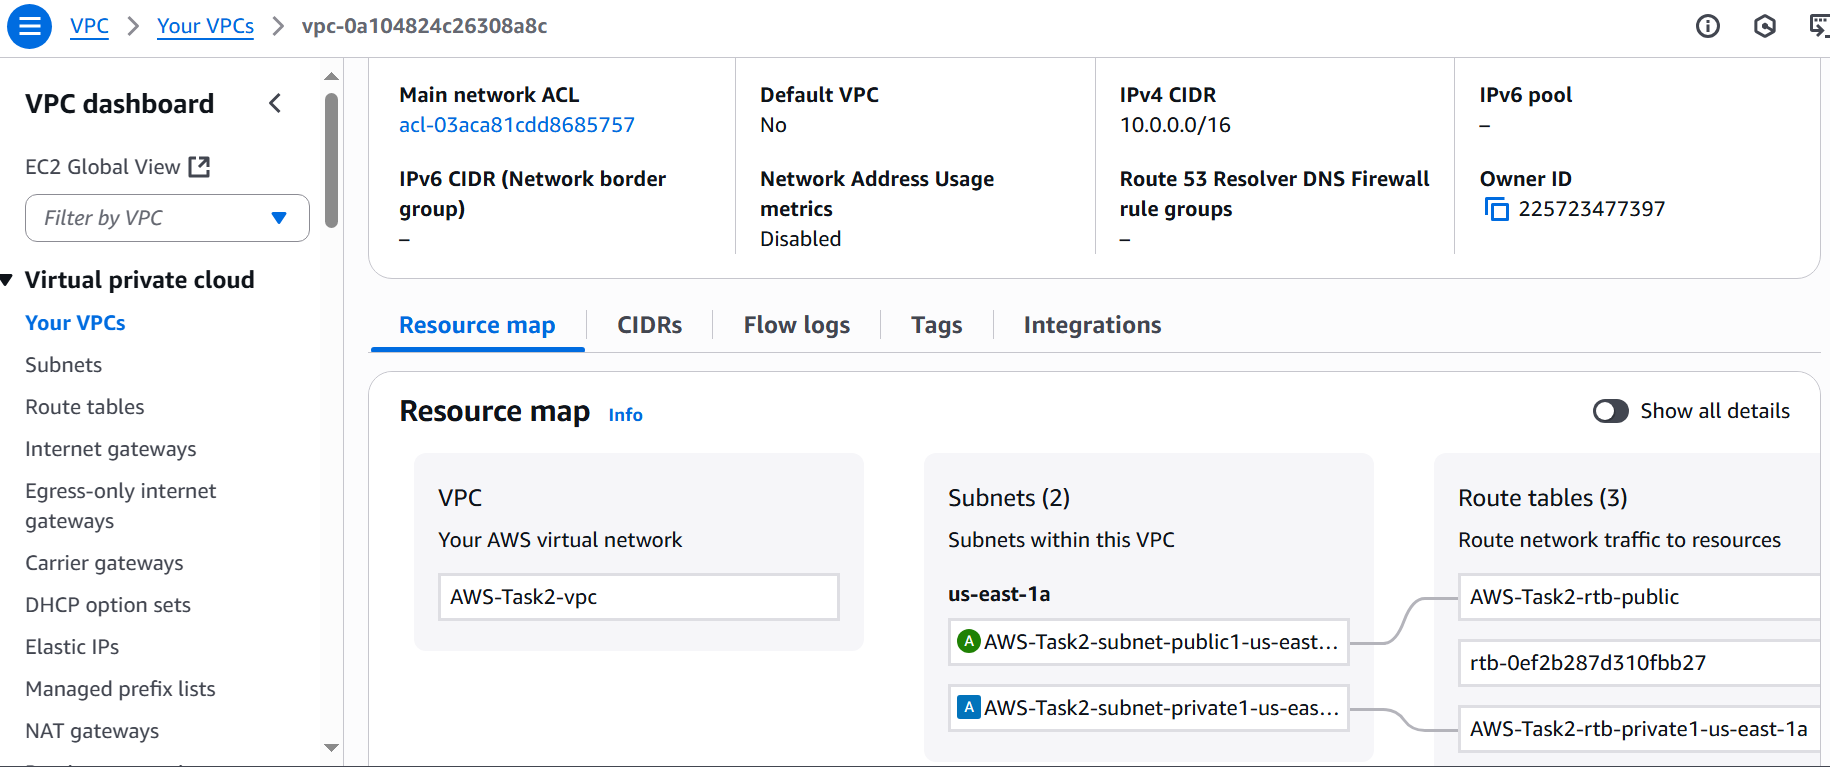 VPC > Your VPCs > vpc-0a104824c26308a8c
VPC dashboard
EC2 Global View
Filter by VPC
Virtual private cloud
Your VPCs
Subnets
Route tables
Internet gateways
Egress-only internet
gateways
Carrier gateways
DHCP option sets
Elastic IPs
Managed prefix lists
NAT gateways
Main network ACL
acl-03aca81cdd8685757
Default VPC
No
IPv4 CIDR
10.0.0.0/16
IPv6 pool
–
IPv6 CIDR (Network border
group)
–
Network Address Usage
metrics
Disabled
Route 53 Resolver DNS Firewall
rule groups
–
Owner ID
225723477397
Resource map
CIDRs
Flow logs
Tags
Integrations
Resource map Info
Show all details
VPC
Your AWS virtual network
AWS-Task2-vpc
Subnets (2)
Subnets within this VPC
us-east-1a
A AWS-Task2-subnet-public1-us-east...
A AWS-Task2-subnet-private1-us-eas...
Route tables (3)
Route network traffic to resources
AWS-Task2-rtb-public
rtb-0ef2b287d310fbb27
AWS-Task2-rtb-private1-us-east-1a